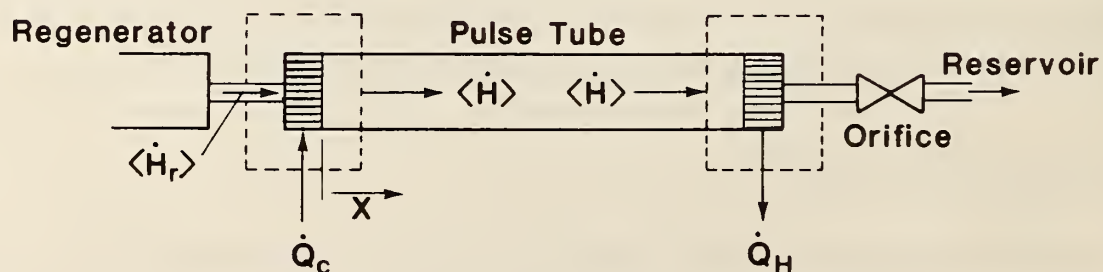 Regenerator
Pulse Tube
Reservoir
⟨Ḣ⟩ ⟨Ḣ⟩
Orifice
⟨Ḣᵣ⟩
X
Q̇c
Q̇H